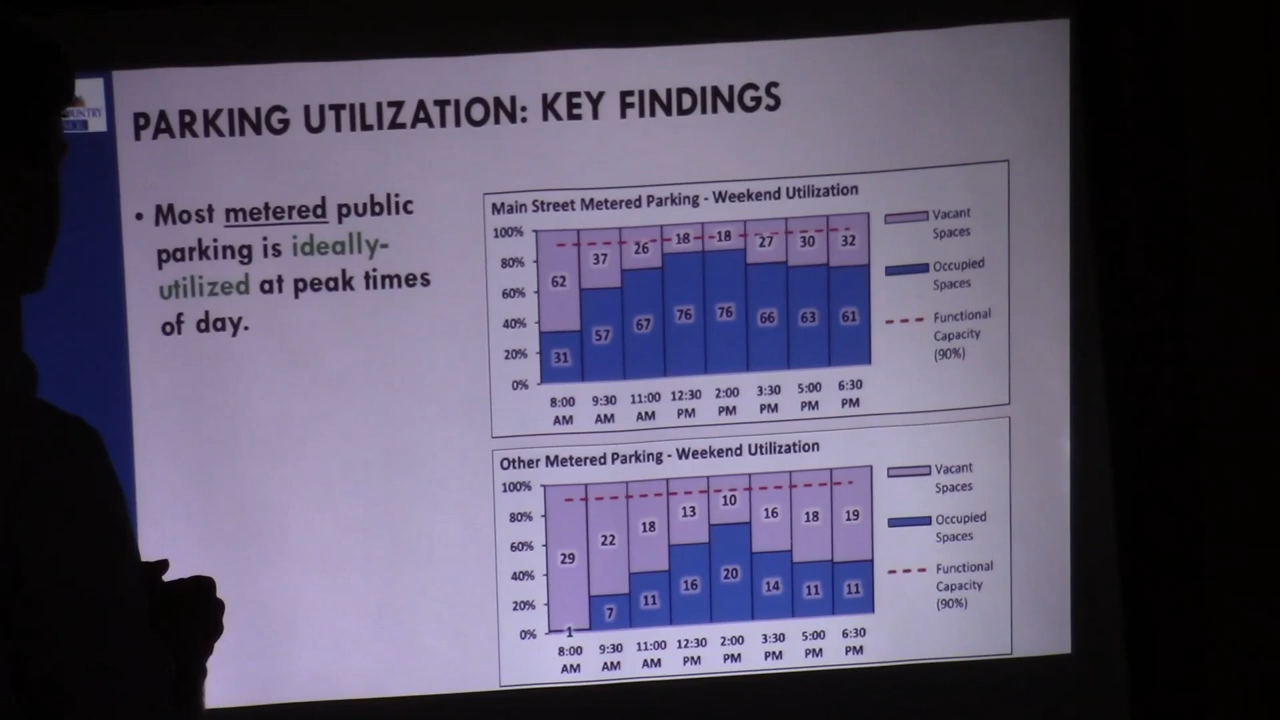 PARKING UTILIZATION: KEY FINDINGS
• Most metered public
parking is ideally-
utilized at peak times
of day.
Main Street Metered Parking - Weekend Utilization
100%
80%
60%
40%
20%
0%
62 37 26 18 18 27 30 32
31 57 67 76 76 66 63 61
8:00 9:30 11:00 12:30 2:00 3:30 5:00 6:30
AM AM AM PM PM PM PM PM
Vacant
Spaces
Occupied
Spaces
Functional
Capacity
(90%)
Other Metered Parking - Weekend Utilization
100%
80%
60%
40%
20%
0%
29 22 18 13 10 16 18 19
1 7 11 16 20 14 11 11
8:00 9:30 11:00 12:30 2:00 3:30 5:00 6:30
AM AM AM PM PM PM PM PM
Vacant
Spaces
Occupied
Spaces
Functional
Capacity
(90%)